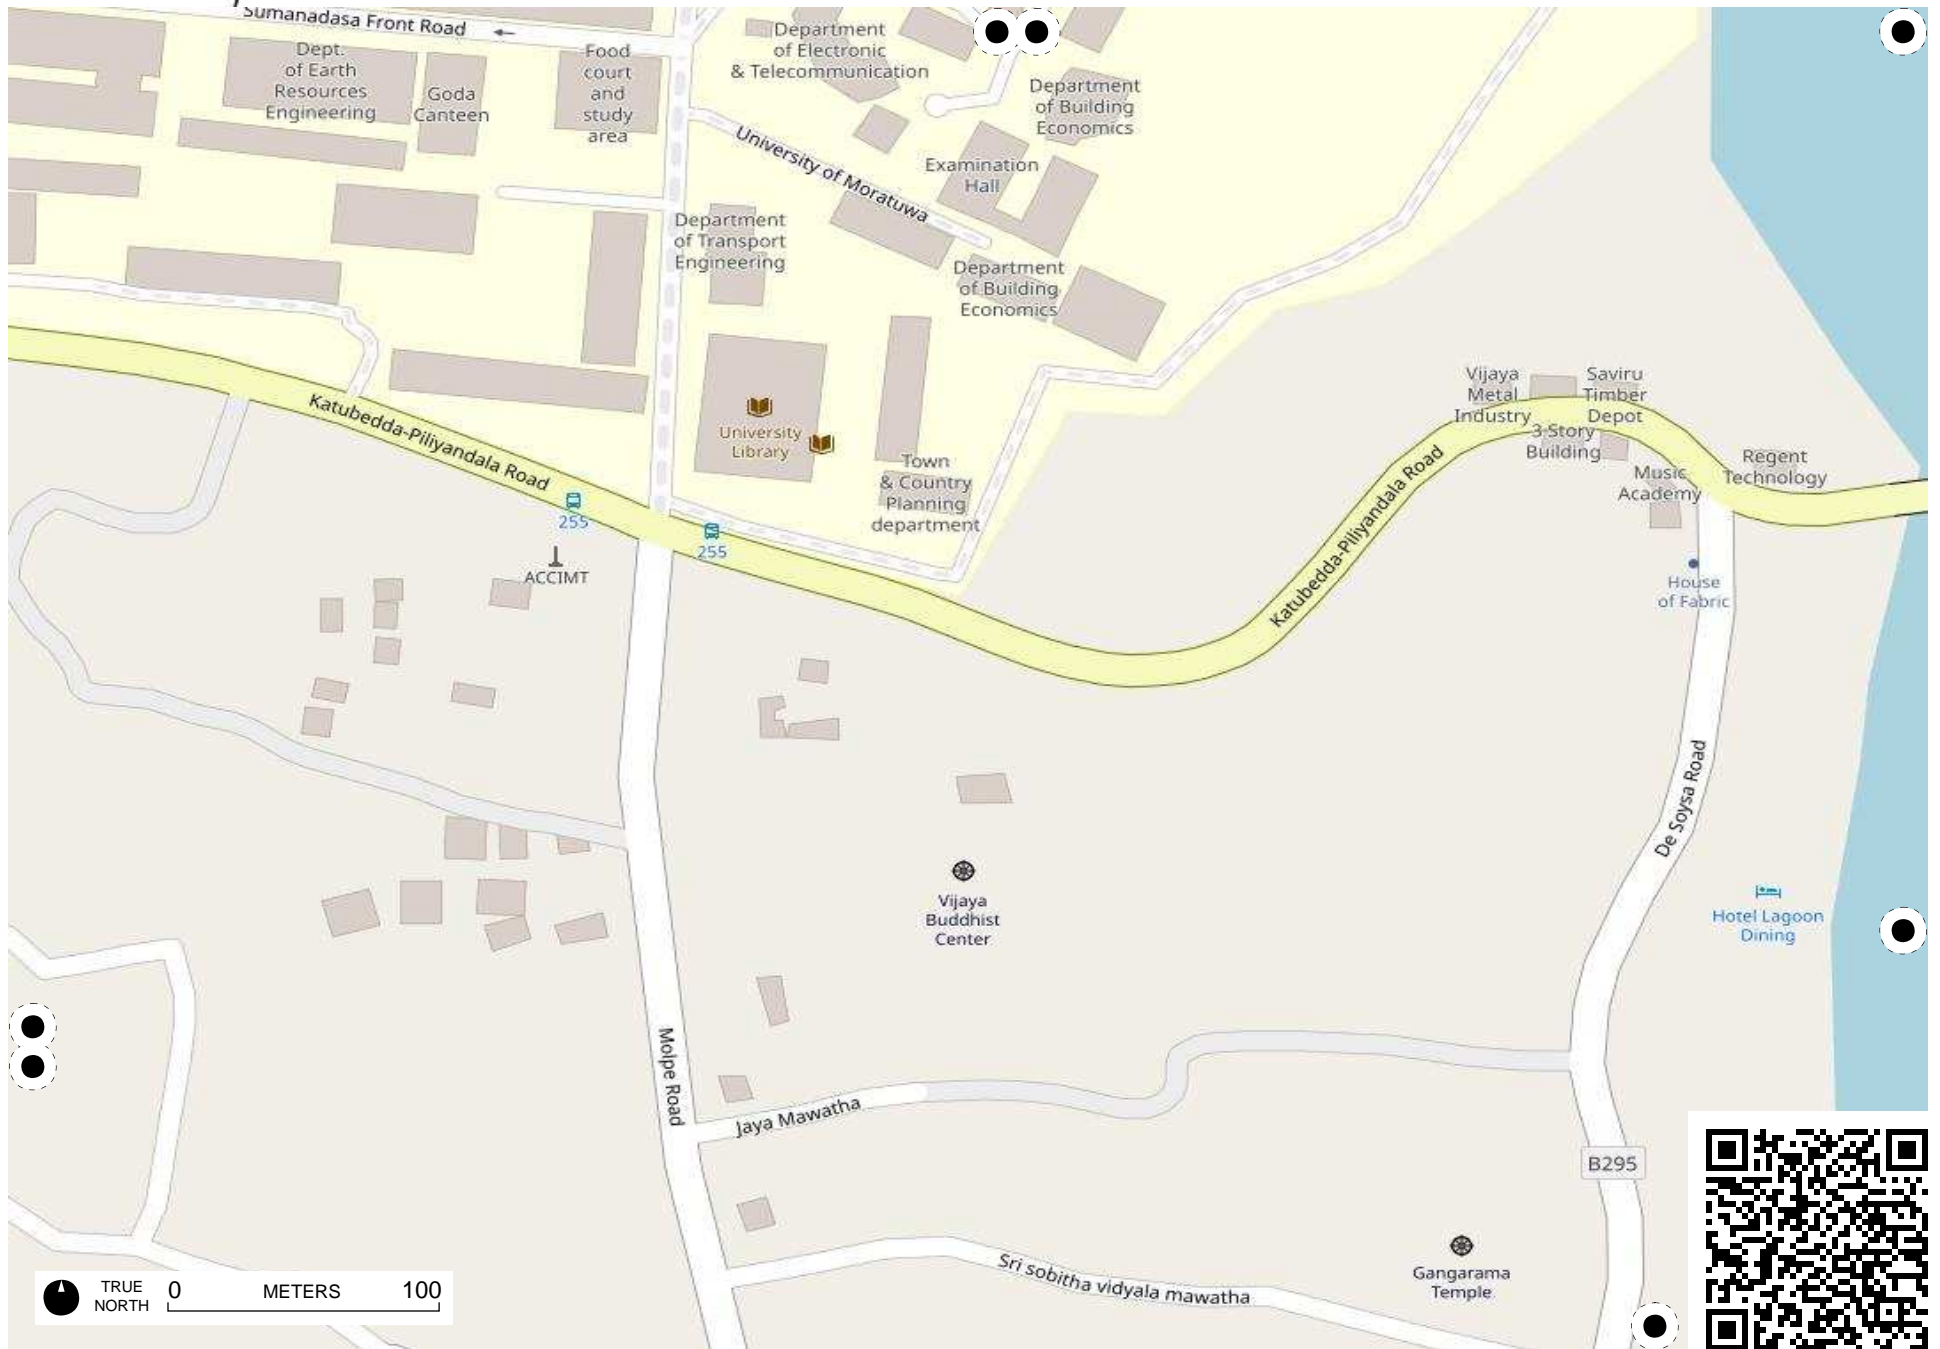 Sumanadasa Front Road
Dept.
of Earth
Resources
Engineering
Goda
Canteen
Food
court
and
study
area
Department
of Electronic
& Telecommunication
Department
of Building
Economics
University of Moratuwa
Examination
Hall
Department
of Transport
Engineering
Department
of Building
Economics
University
Library
Town
& Country
Planning
department
Katubedda-Piliyandala Road
255
255
ACCIMT
Katubedda-Piliyandala Road
Vijaya
Metal
Industry
Saviru
Timber
Depot
3 Story
Building
Music
Academy
Regent
Technology
House
of Fabric
De Soysa Road
Vijaya
Buddhist
Center
Hotel Lagoon
Dining
Molpe Road
Jaya Mawatha
B295
Sri sobitha vidyala mawatha
Gangarama
Temple
TRUE
NORTH
0 METERS 100